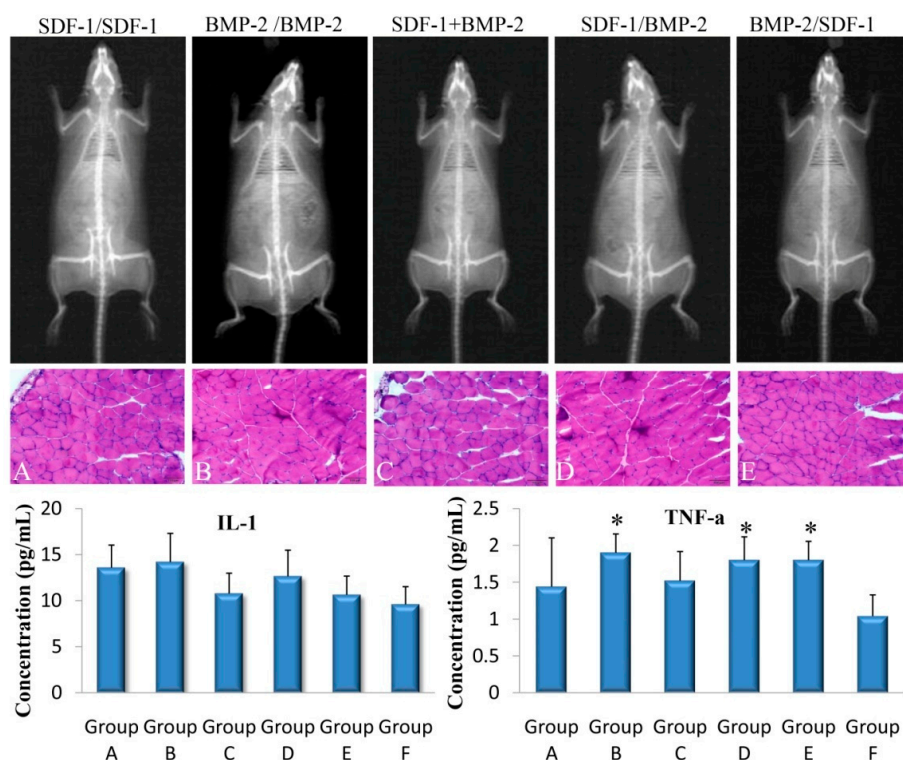 SDF-1/SDF-1 BMP-2 /BMP-2 SDF-1+BMP-2 SDF-1/BMP-2 BMP-2/SDF-1
A B C D E
IL-1
Concentration (pg/mL)
20
15
10
5
0
Group A Group B Group C Group D Group E Group F
TNF-a
Concentration (pg/mL)
2.5
2
1.5
1
0.5
0
* * *
Group A Group B Group C Group D Group E Group F